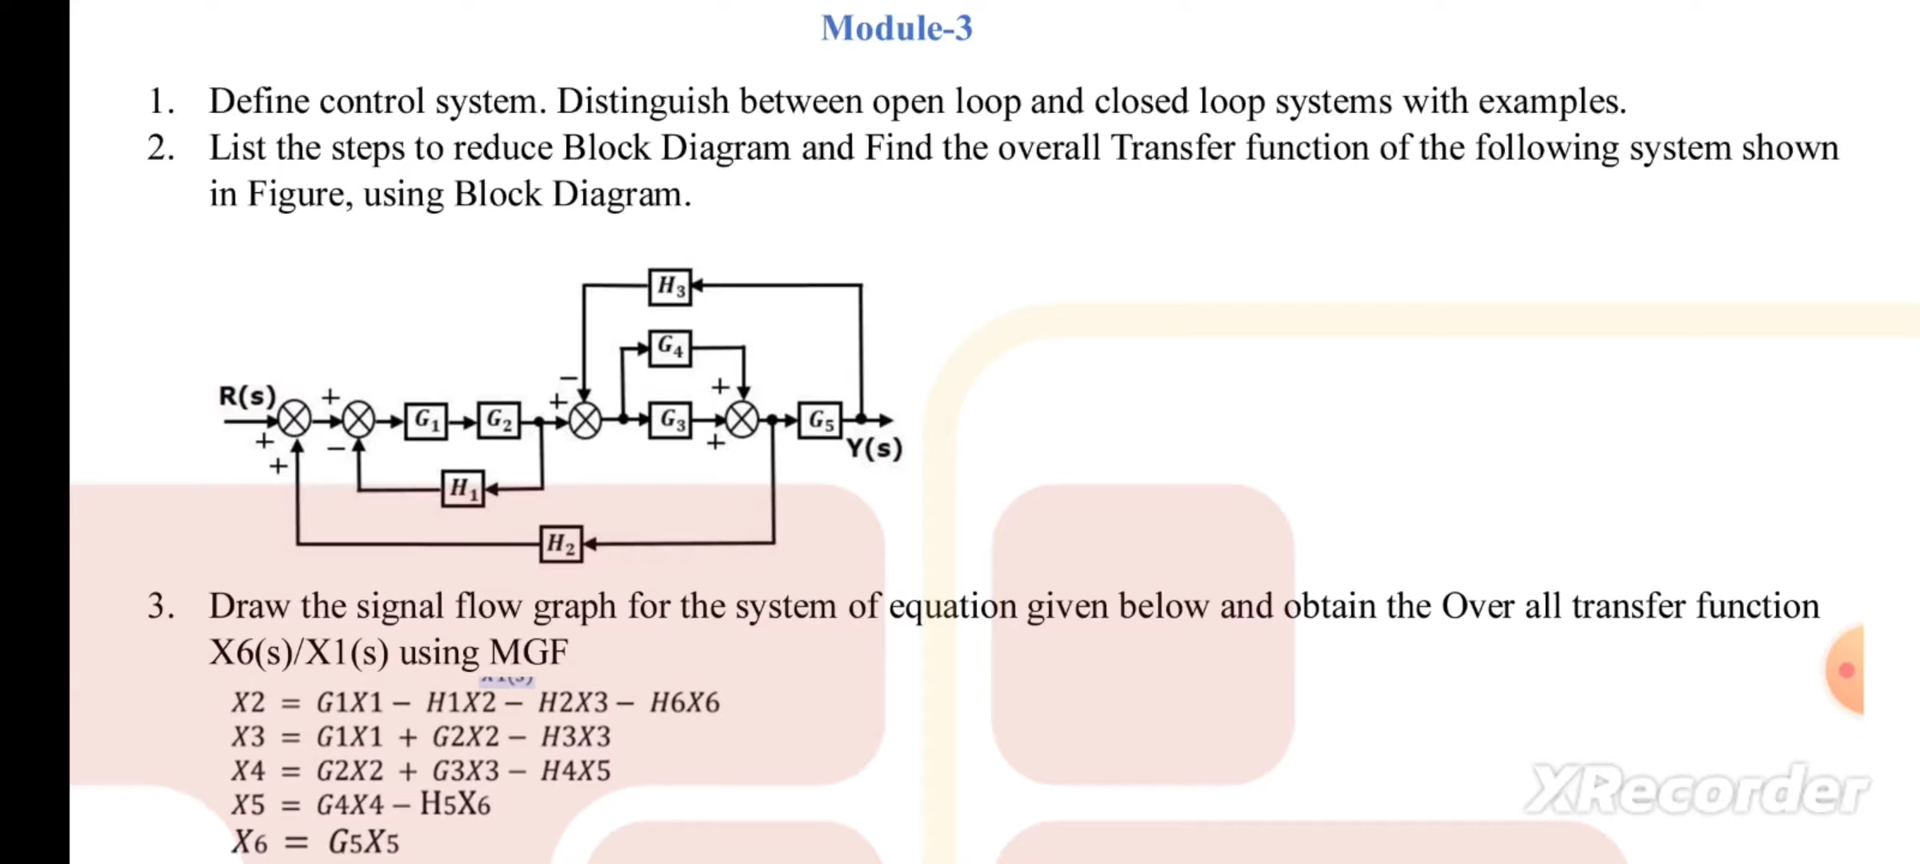 Module-3
1. Define control system. Distinguish between open loop and closed loop systems with examples.
2. List the steps to reduce Block Diagram and Find the overall Transfer function of the following system shown
in Figure, using Block Diagram.
H3
G4
−
+
R(s)
+
+
G1
G2
G3
G5
+
+
−
+
Y(s)
H1
H2
3. Draw the signal flow graph for the system of equation given below and obtain the Over all transfer function
X6(s)/X1(s) using MGF
X2 = G1X1 − H1X2 − H2X3 − H6X6
X3 = G1X1 + G2X2 − H3X3
X4 = G2X2 + G3X3 − H4X5
X5 = G4X4 − H5X6
X6 = G5X5
XRecorder